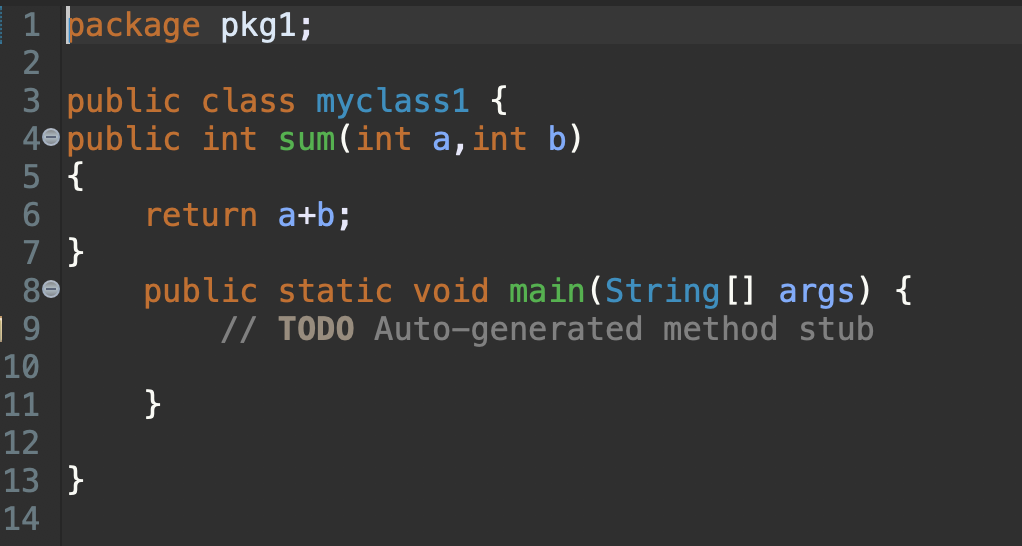 1 package pkg1;
2
3 public class myclass1 {
4 public int sum(int a,int b)
5 {
6     return a+b;
7 }
8     public static void main(String[] args) {
9         // TODO Auto-generated method stub
10
11     }
12
13 }
14